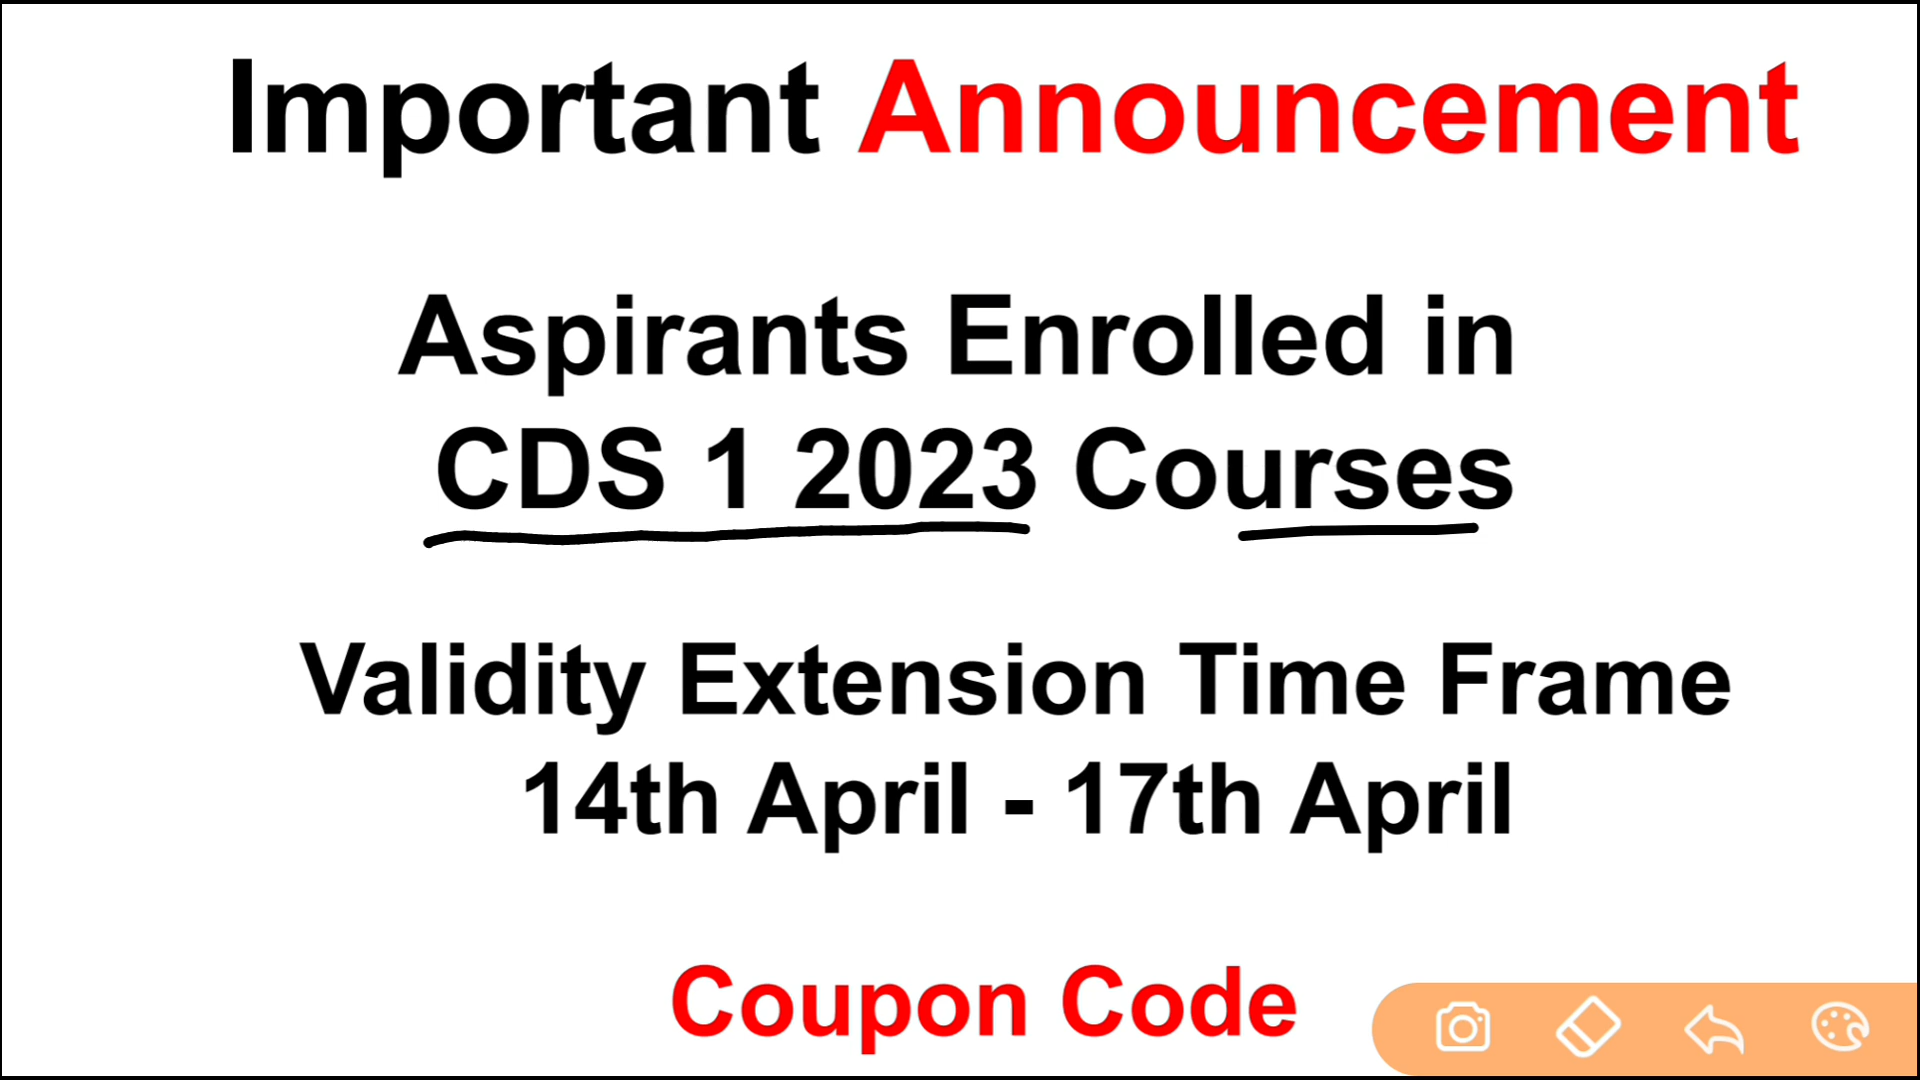 Important Announcement
Aspirants Enrolled in
CDS 1 2023 Courses
Validity Extension Time Frame
14th April - 17th April
Coupon Code